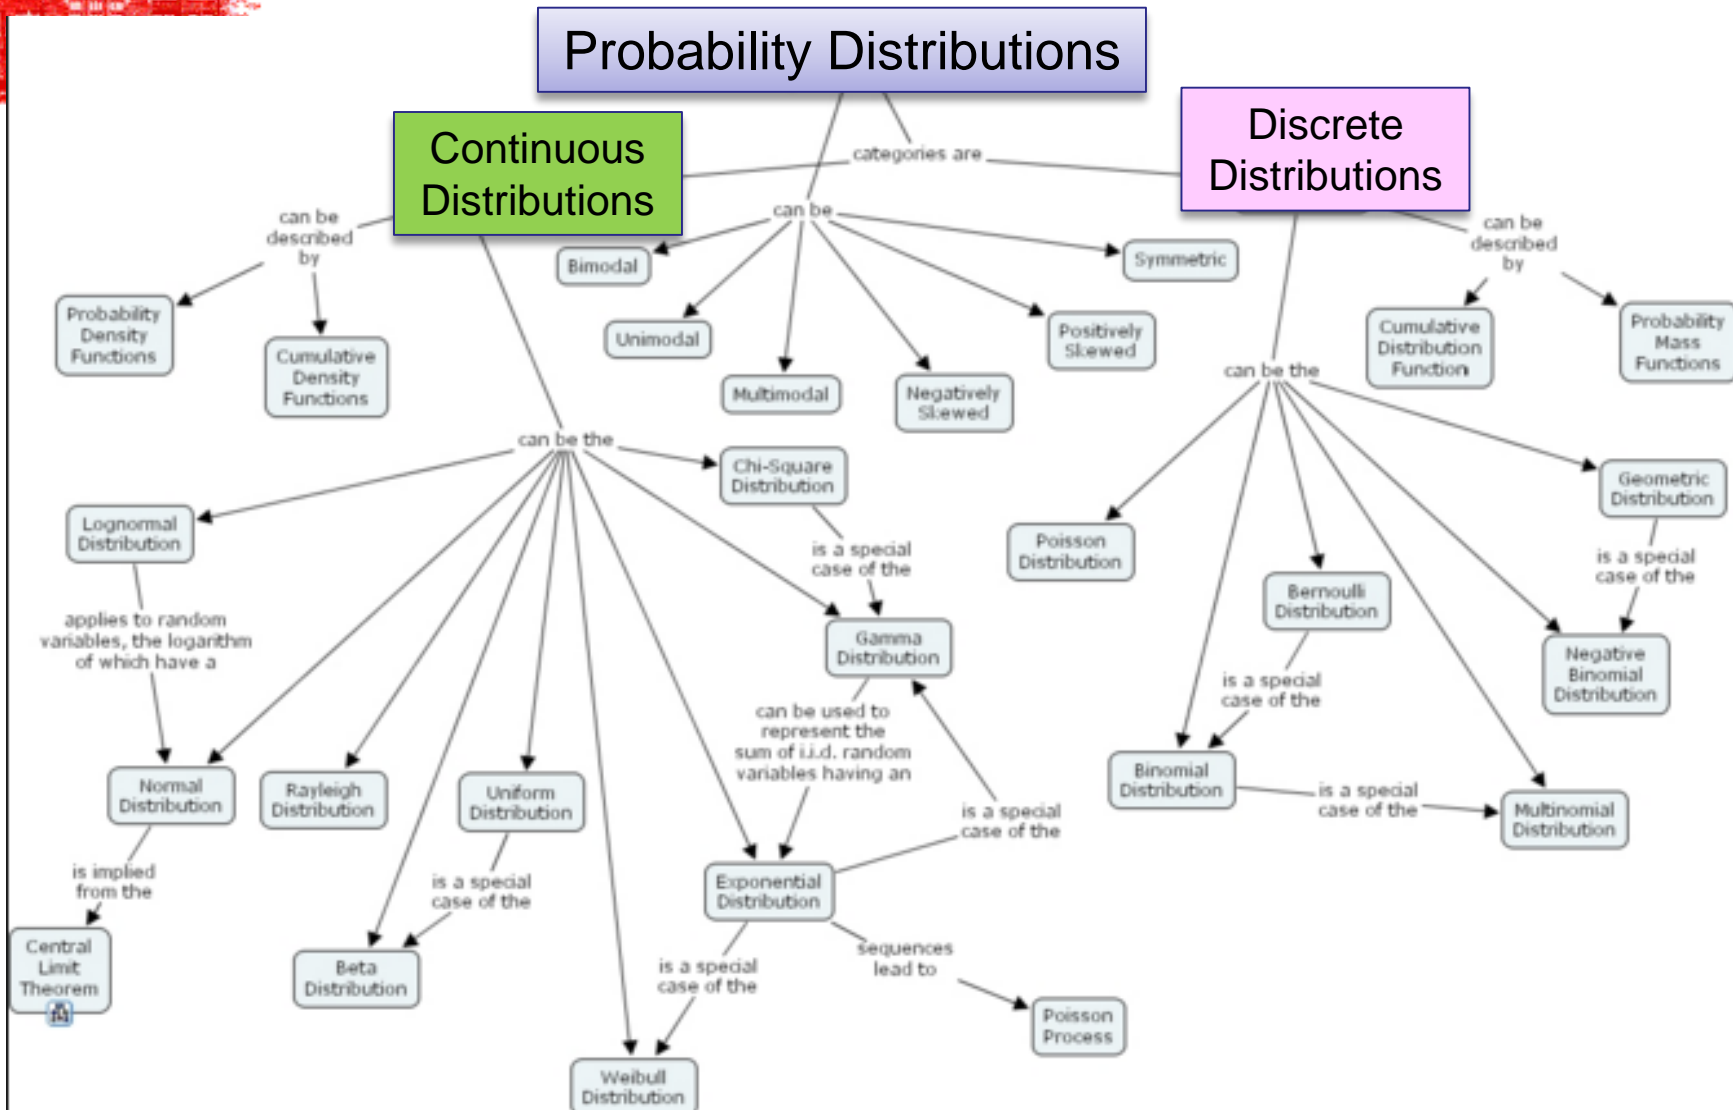 Probability Distributions
Continuous
Distributions
Discrete
Distributions
categories are
can be
described
by
can be
can be
described
by
Bimodal
Symmetric
Probability
Density
Functions
Cumulative
Density
Functions
Unimodal
Multimodal
Negatively
Skewed
Positively
Skewed
Cumulative
Distribution
Function
Probability
Mass
Functions
can be the
can be the
Chi-Square
Distribution
Geometric
Distribution
Lognormal
Distribution
is a special
case of the
Poisson
Distribution
is a special
case of the
Bernoulli
Distribution
applies to random
variables, the logarithm
of which have a
Gamma
Distribution
Negative
Binomial
Distribution
is a special
case of the
can be used to
represent the
sum of i.i.d. random
variables having an
Normal
Distribution
Rayleigh
Distribution
Uniform
Distribution
Binomial
Distribution
is a special
case of the
Multinomial
Distribution
is a special
case of the
is implied
from the
is a special
case of the
Exponential
Distribution
Central
Limit
Theorem
Beta
Distribution
is a special
case of the
sequences
lead to
Poisson
Process
Weibull
Distribution